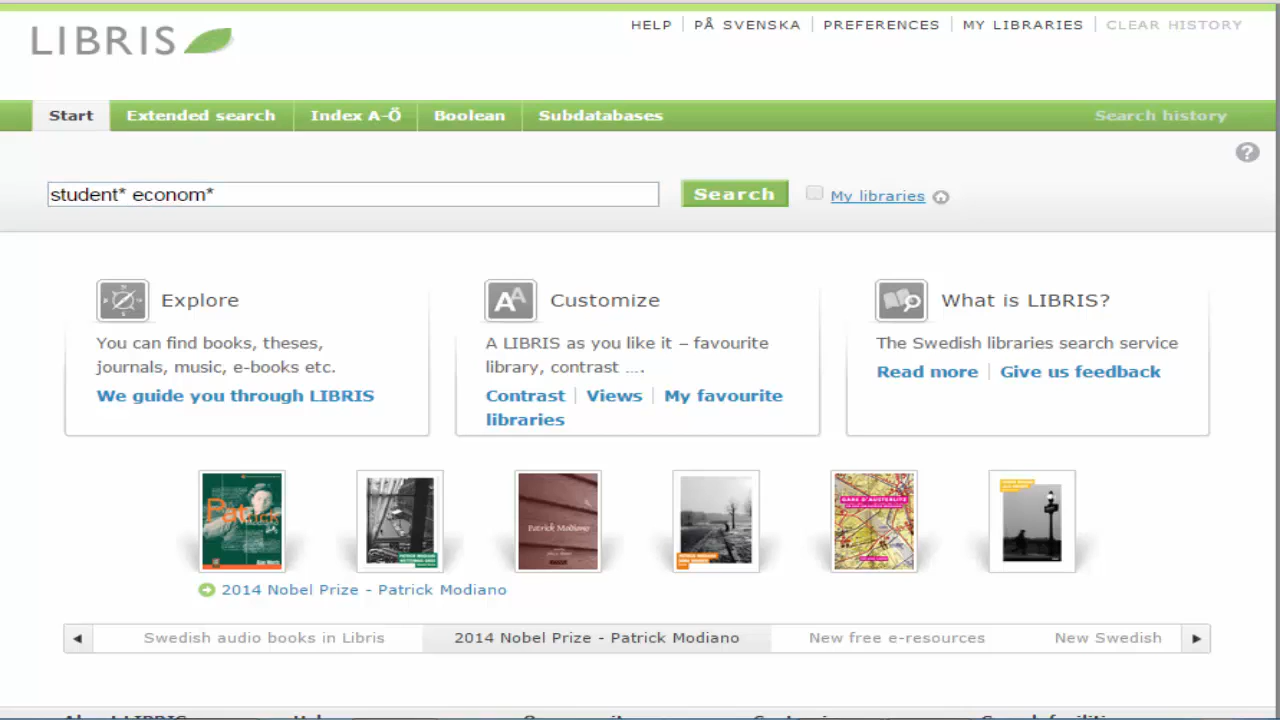 LIBRIS
HELP PÅ SVENSKA PREFERENCES MY LIBRARIES CLEAR HISTORY
Start Extended search Index A-Ö Boolean Subdatabases Search history
?
student* econom* Search My libraries
Explore
You can find books, theses,
journals, music, e-books etc.
We guide you through LIBRIS
Customize
A LIBRIS as you like it – favourite
library, contrast ....
Contrast Views My favourite
libraries
What is LIBRIS?
The Swedish libraries search service
Read more Give us feedback
Patrick
Patrick Modiano
GARE D'AUSTERLITZ
2014 Nobel Prize - Patrick Modiano
Swedish audio books in Libris 2014 Nobel Prize - Patrick Modiano New free e-resources New Swedish